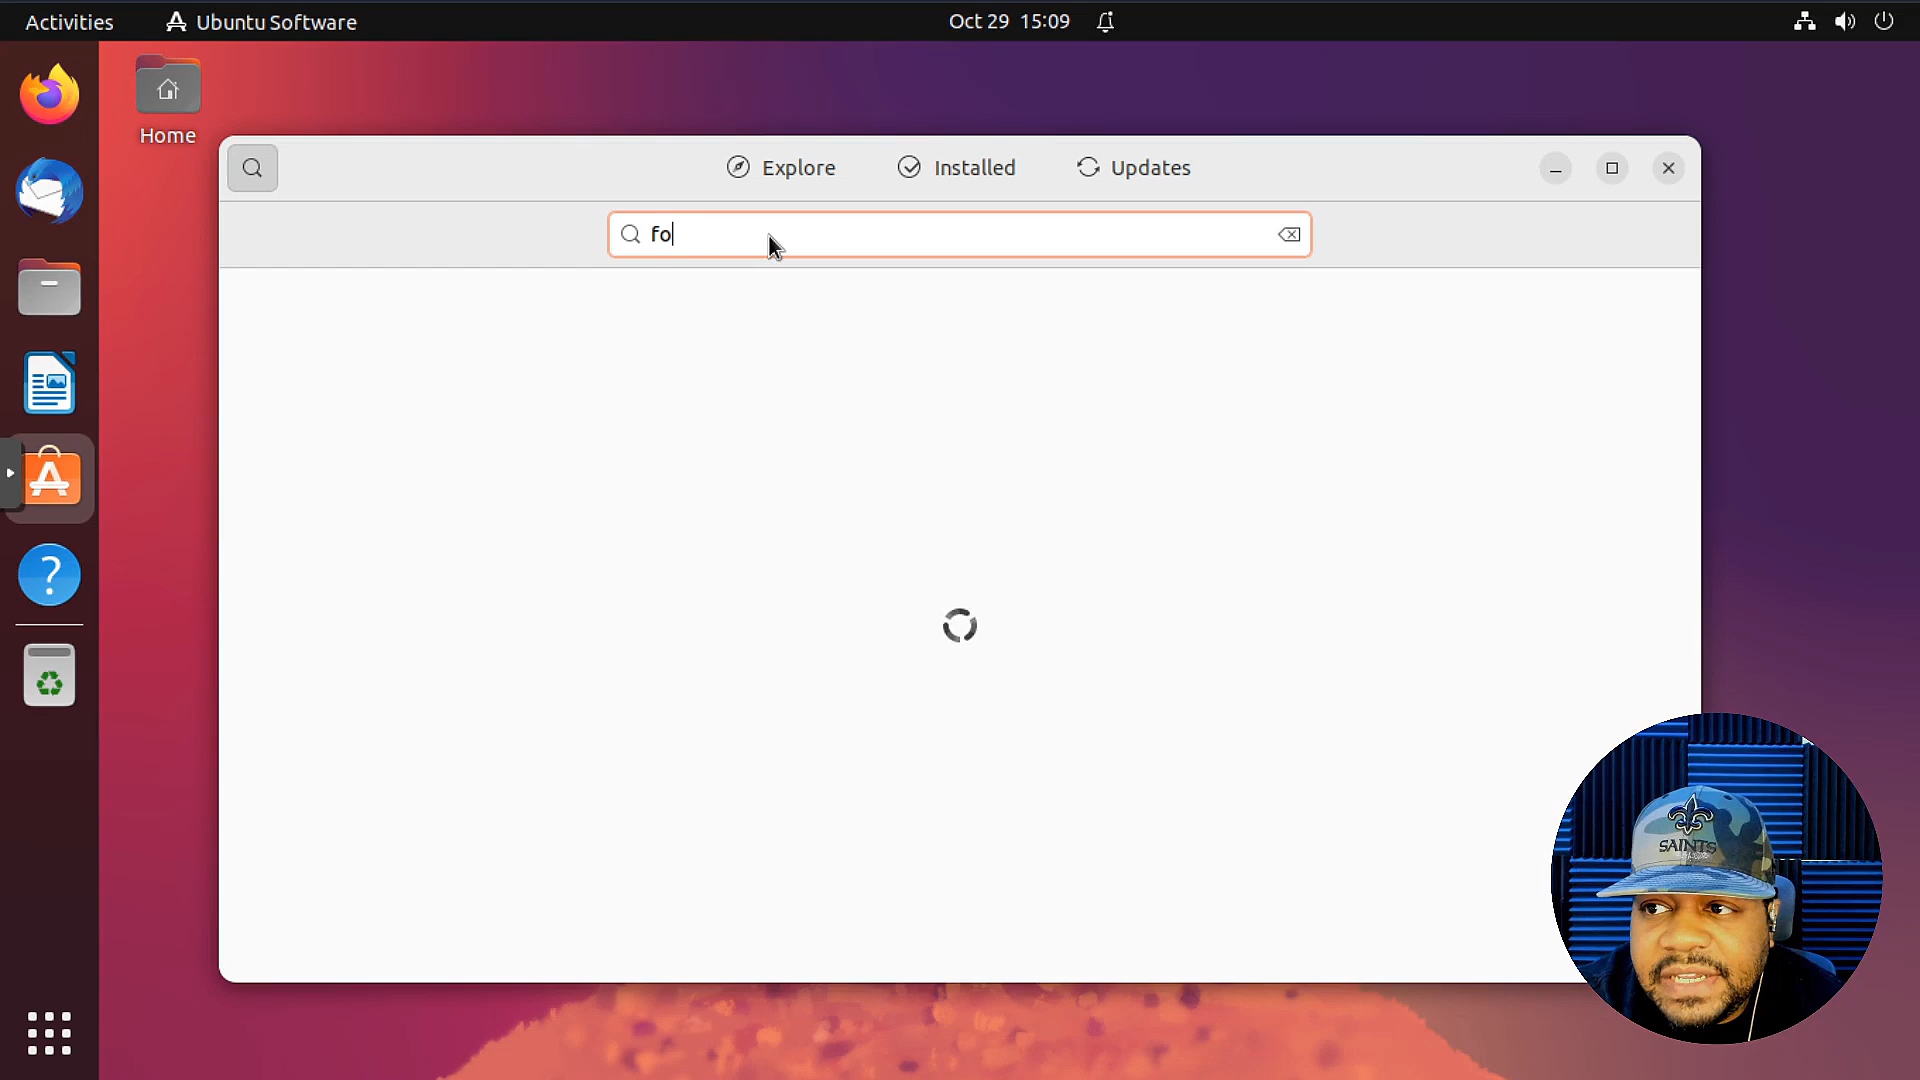 Activities
Ubuntu Software
Oct 29 15:09
Home
Explore
Installed
Updates
fo
SAINTS